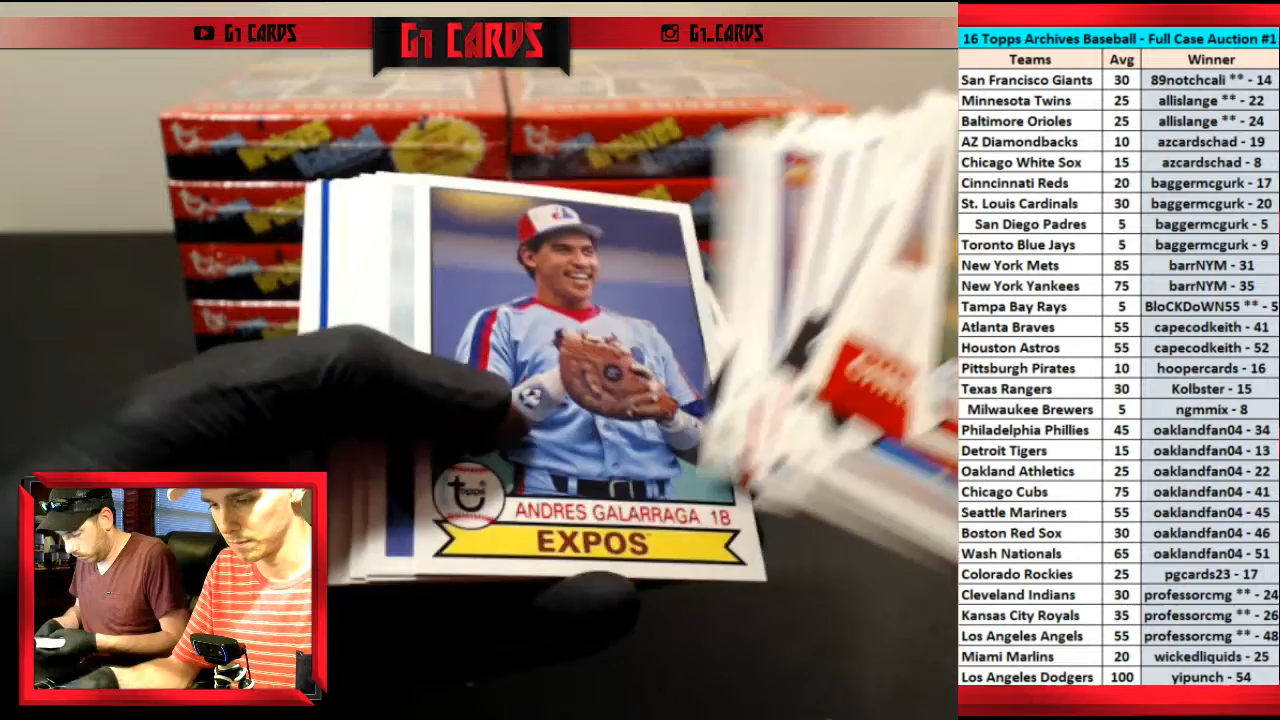 G1 CARDS
G1 CARDS
G1_CARDS
Archives
Archives
topps
ANDRES GALARRAGA 1B
EXPOS
16 Topps Archives Baseball - Full Case Auction #1
Teams Avg Winner
San Francisco Giants 30 89notchcali ** - 14
Minnesota Twins 25 allislange ** - 22
Baltimore Orioles 25 allislange ** - 24
AZ Diamondbacks 10 azcardschad - 19
Chicago White Sox 15 azcardschad - 8
Cinncinnati Reds 20 baggermcgurk - 17
St. Louis Cardinals 30 baggermcgurk - 20
San Diego Padres 5 baggermcgurk - 5
Toronto Blue Jays 5 baggermcgurk - 9
New York Mets 85 barrNYM - 31
New York Yankees 75 barrNYM - 35
Tampa Bay Rays 5 BloCKDoWN55 ** - 5
Atlanta Braves 55 capecodkeith - 41
Houston Astros 55 capecodkeith - 52
Pittsburgh Pirates 10 hoopercards - 16
Texas Rangers 30 Kolbster - 15
Milwaukee Brewers 5 ngmmix - 8
Philadelphia Phillies 45 oaklandfan04 - 34
Detroit Tigers 15 oaklandfan04 - 13
Oakland Athletics 25 oaklandfan04 - 22
Chicago Cubs 75 oaklandfan04 - 41
Seattle Mariners 55 oaklandfan04 - 45
Boston Red Sox 30 oaklandfan04 - 46
Wash Nationals 65 oaklandfan04 - 51
Colorado Rockies 25 pgcards23 - 17
Cleveland Indians 30 professorcmg ** - 24
Kansas City Royals 35 professorcmg ** - 26
Los Angeles Angels 55 professorcmg ** - 48
Miami Marlins 20 wickedliquids - 25
Los Angeles Dodgers 100 yipunch - 54